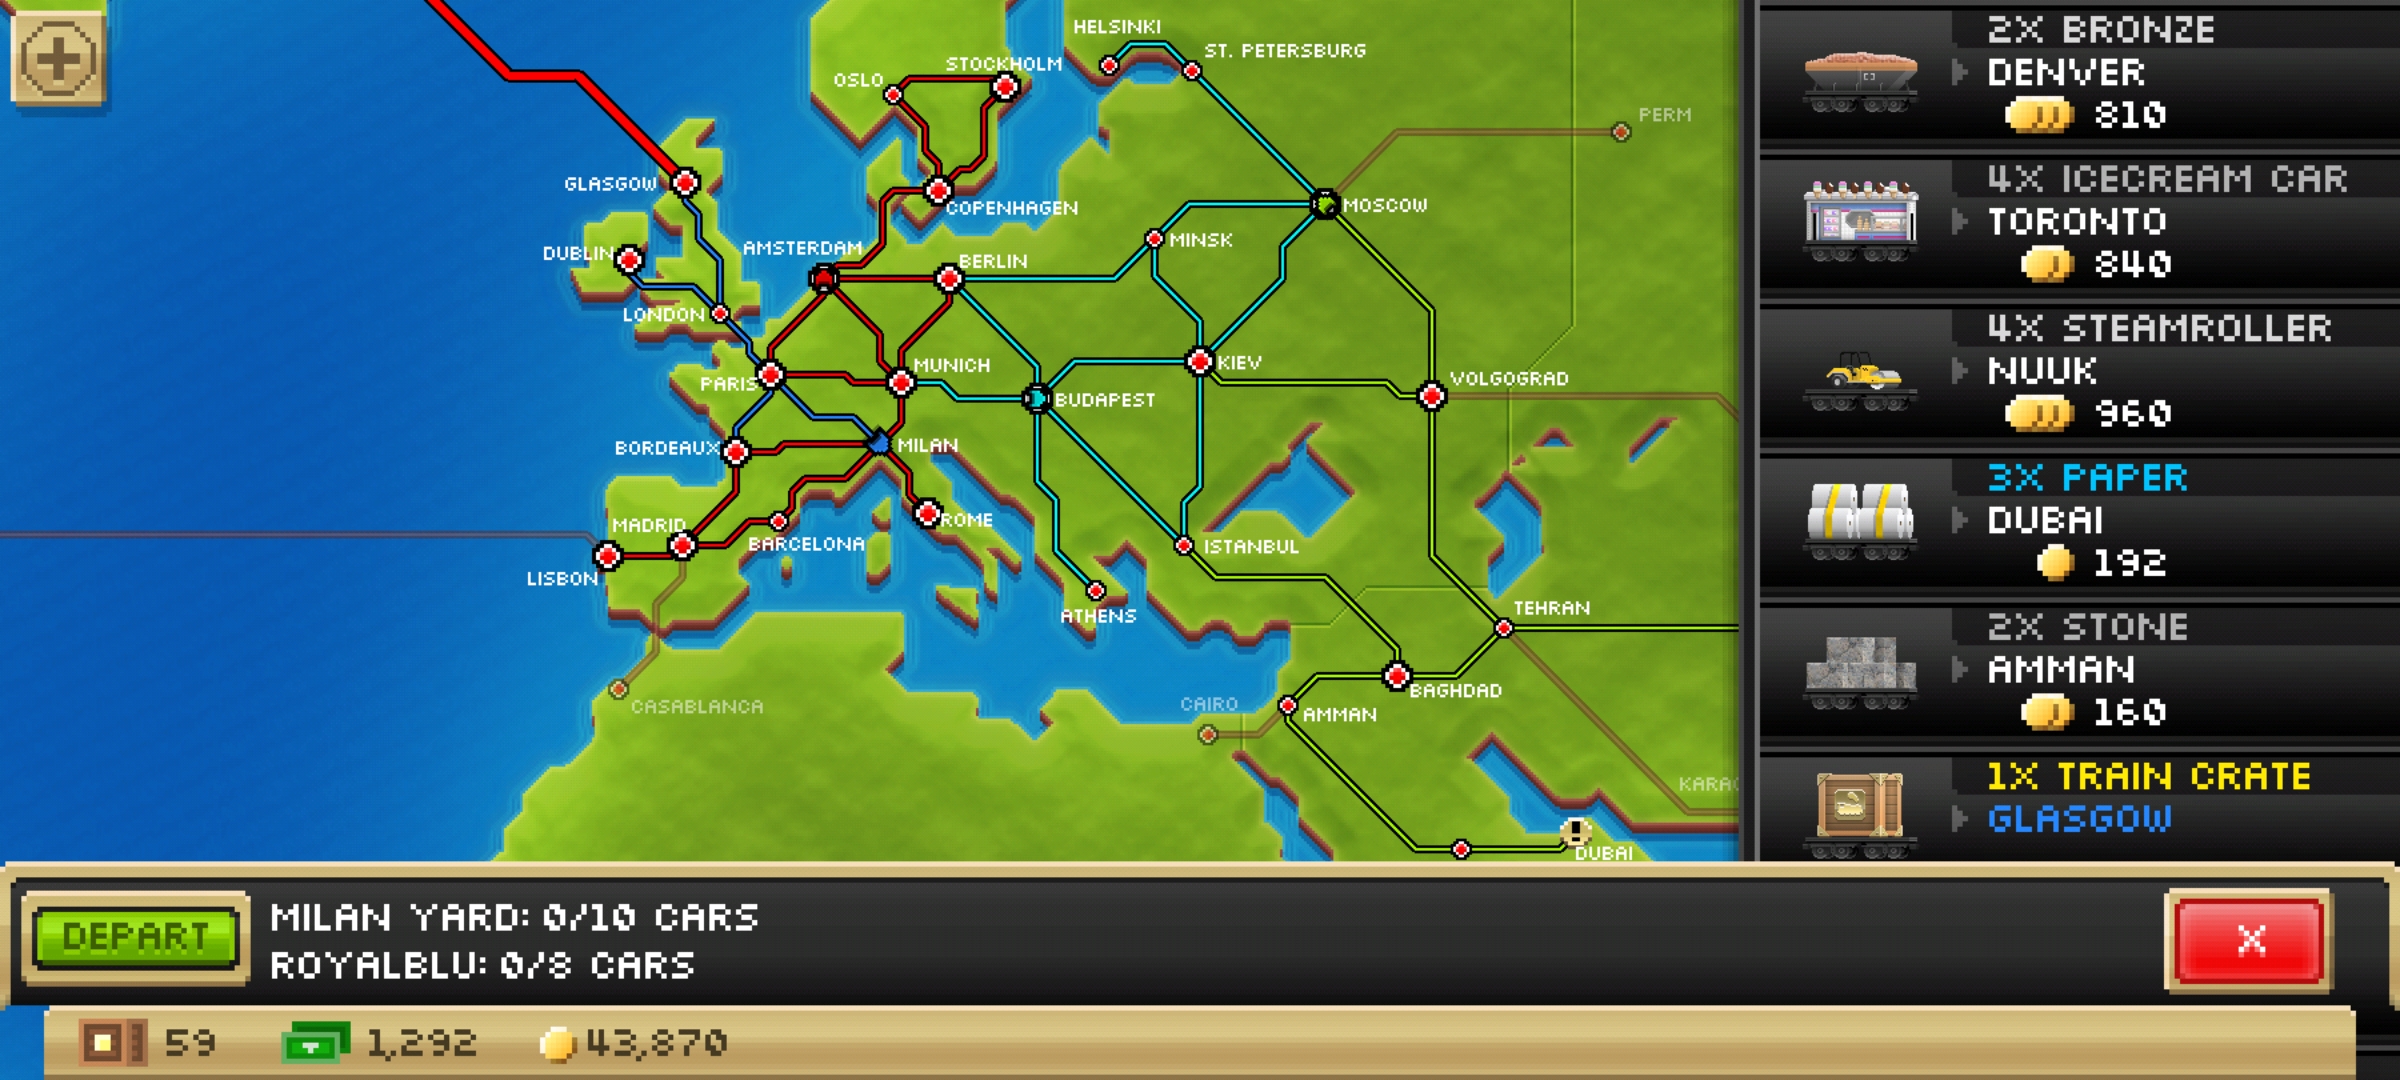 HELSINKI
ST. PETERSBURG
STOCKHOLM
OSLO
PERM
GLASGOW
COPENHAGEN
MOSCOW
DUBLIN
AMSTERDAM
BERLIN
MINSK
LONDON
PARIS
MUNICH
KIEV
VOLGOGRAD
BUDAPEST
BORDEAUX
MILAN
MADRID
ROME
BARCELONA
ISTANBUL
LISBON
ATHENS
TEHRAN
CASABLANCA
CAIRO
BAGHDAD
AMMAN
DUBAI
2X BRONZE
DENVER
810
4X ICECREAM CAR
TORONTO
840
4X STEAMROLLER
NUUK
960
3X PAPER
DUBAI
192
2X STONE
AMMAN
160
1X TRAIN CRATE
GLASGOW
DEPART
MILAN YARD: 0/10 CARS
ROYALBLU: 0/8 CARS
X
59
1,292
43,870